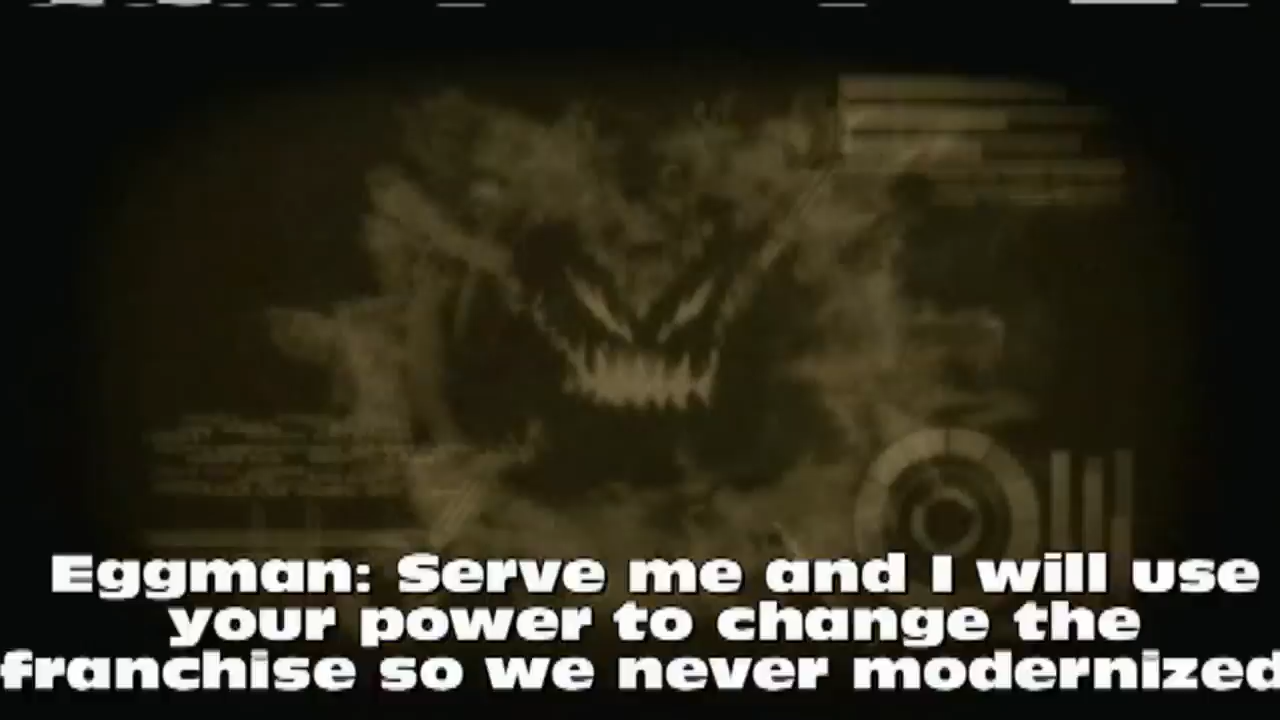 Eggman: Serve me and I will use
your power to change the
franchise so we never modernized